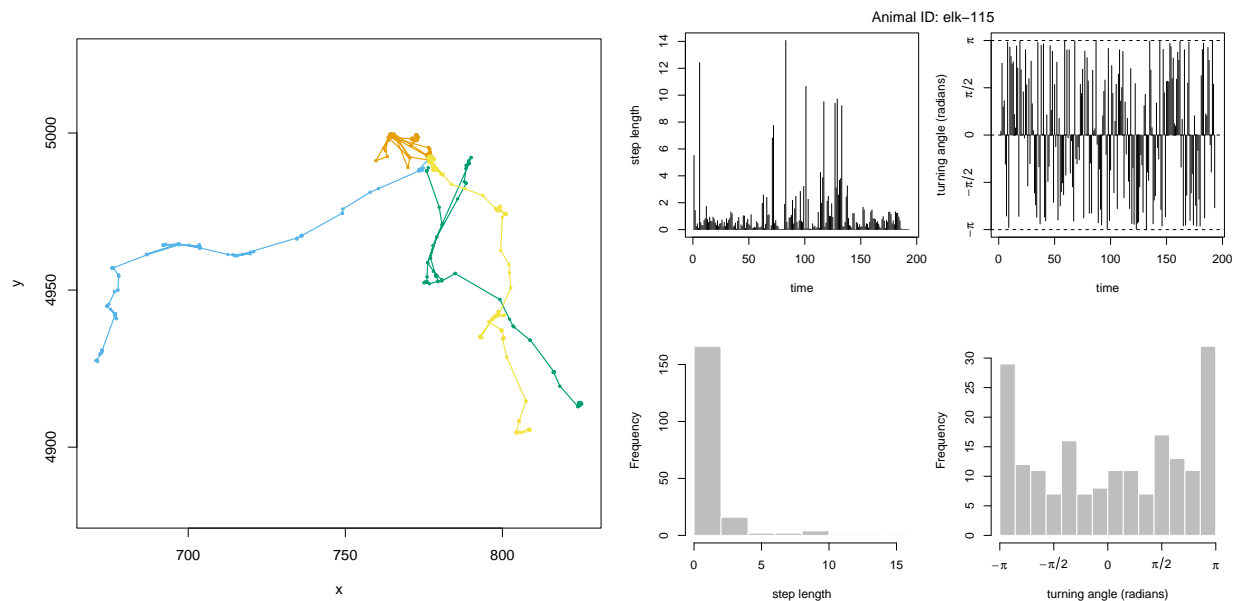 5000
4950
4900
y
700
750
800
x
Animal ID: elk−115
14
12
10
8
6
4
2
0
step length
0
50
100
150
200
time
π
π/2
0
−π/2
−π
turning angle (radians)
0
50
100
150
200
time
150
100
50
0
Frequency
0
5
10
15
step length
30
25
20
15
10
5
0
Frequency
−π
−π/2
0
π/2
π
turning angle (radians)